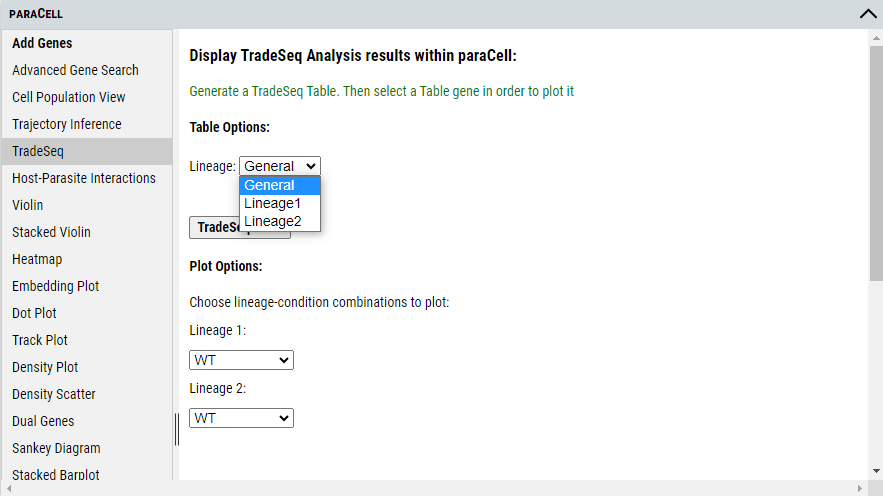 PARACELL
Add Genes
Advanced Gene Search
Cell Population View
Trajectory Inference
TradeSeq
Host-Parasite Interactions
Violin
Stacked Violin
Heatmap
Embedding Plot
Dot Plot
Track Plot
Density Plot
Density Scatter
Dual Genes
Sankey Diagram
Stacked Barplot
Display TradeSeq Analysis results within paraCell:
Generate a TradeSeq Table. Then select a Table gene in order to plot it
Table Options:
Lineage: General
General
Lineage1
Lineage2
Plot Options:
Choose lineage-condition combinations to plot:
Lineage 1:
WT
Lineage 2:
WT